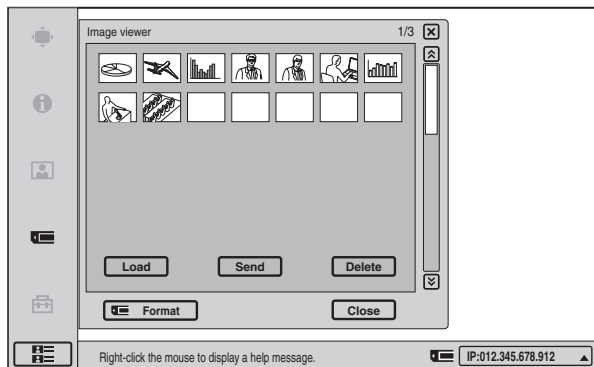 Image viewer 1/3
Load Send Delete
Format Close
Right-click the mouse to display a help message. IP:012.345.678.912